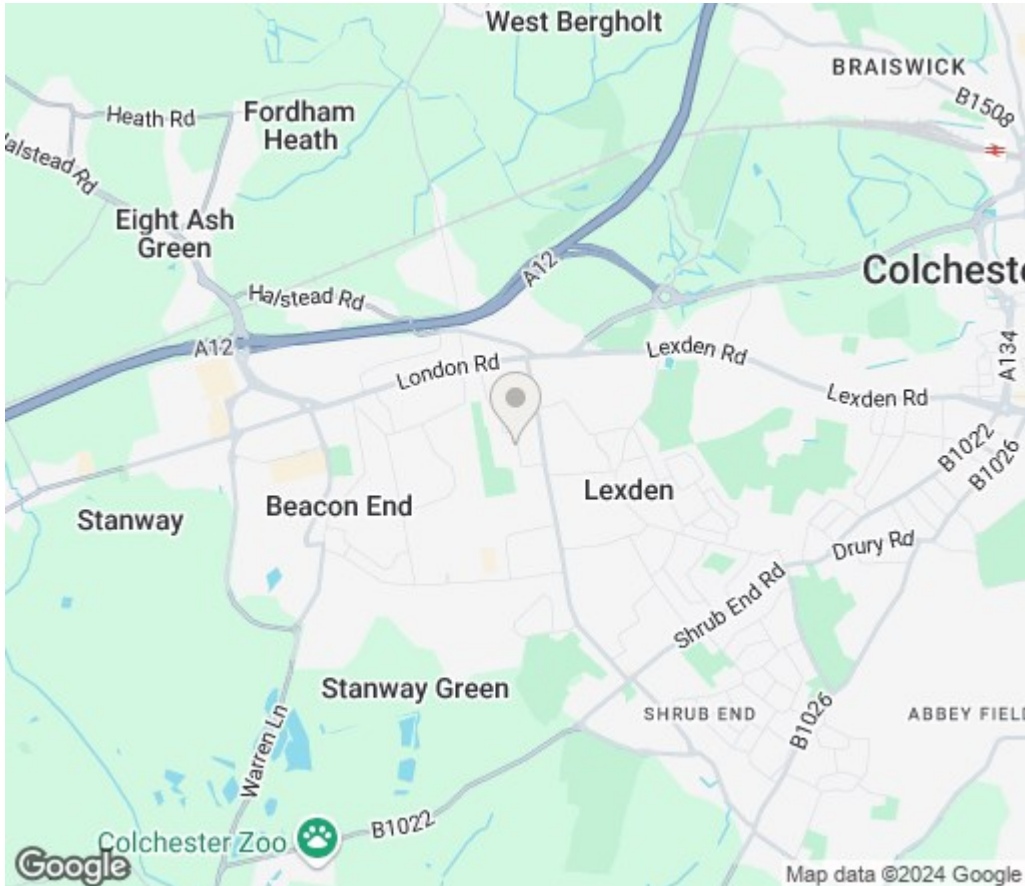 West Bergholt
BRAISWICK
B1508
Heath Rd
Fordham
Heath
Halstead Rd
Eight Ash
Green
A12
Colcheste
Halstead Rd
A12
London Rd
Lexden Rd
A134
Lexden Rd
B1022
B1026
Lexden
Beacon End
Stanway
Drury Rd
Shrub End Rd
Stanway Green
SHRUB END
ABBEY FIELD
B1026
Warren Ln
B1022
Colchester Zoo
Google
Map data ©2024 Google